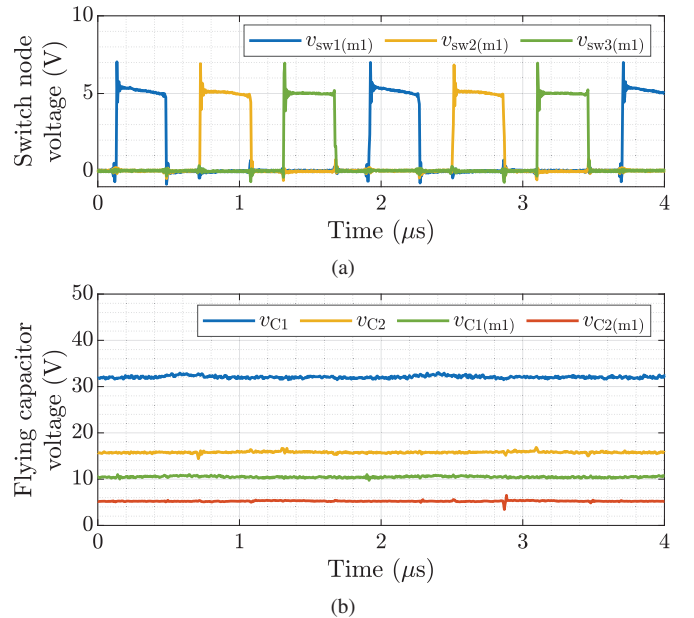 v_sw1(m1) v_sw2(m1) v_sw3(m1)
Switch node
voltage (V)
10
5
0
0 1 2 3 4
Time (μs)
(a)
v_C1 v_C2 v_C1(m1) v_C2(m1)
Flying capacitor
voltage (V)
50
40
30
20
10
0
0 1 2 3 4
Time (μs)
(b)